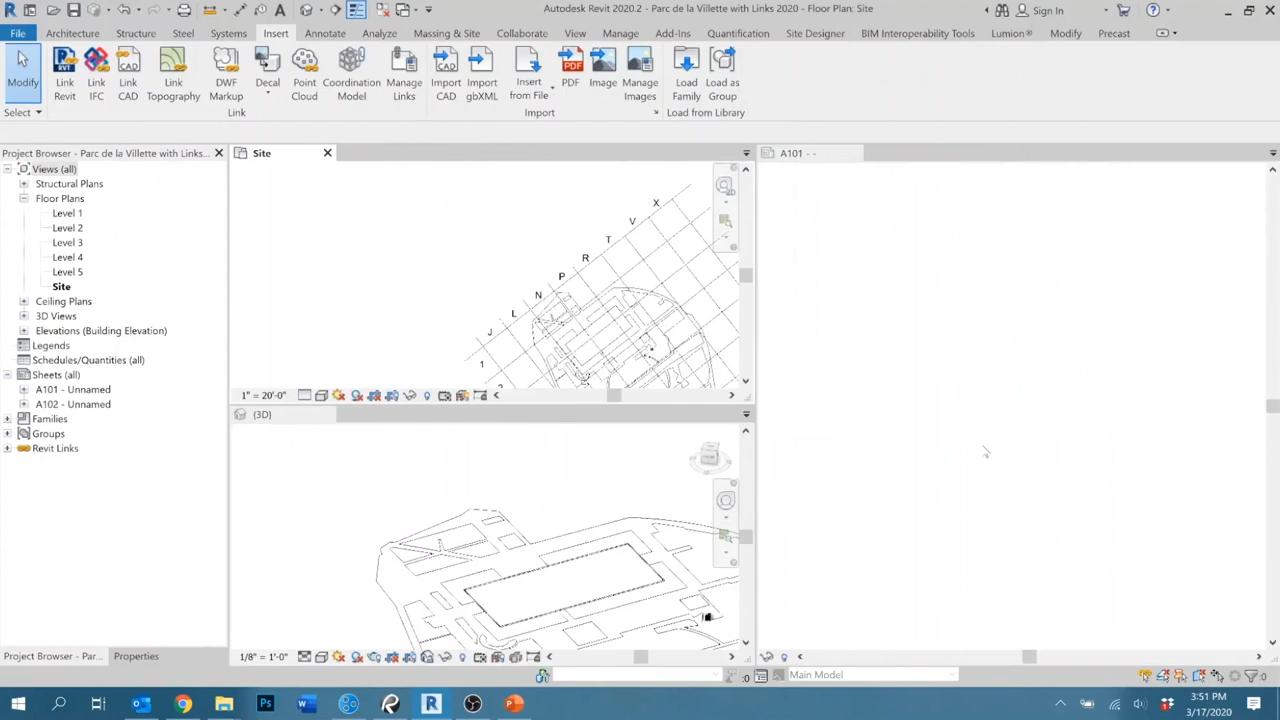 Autodesk Revit 2020.2 - Parc de la Villette with Links 2020 - Floor Plan: Site
Sign In
File Architecture Structure Steel Systems Insert Annotate Analyze Massing & Site Collaborate View Manage Add-Ins Quantification Site Designer BIM Interoperability Tools Lumion® Modify Precast
Modify
Link Revit
Link IFC
Link CAD
Link Topography
DWF Markup
Decal
Point Cloud
Coordination Model
Manage Links
Import CAD
Import gbXML
Insert from File
PDF
Image
Manage Images
Load Family
Load as Group
Select Link Import Load from Library
Project Browser - Parc de la Villette with Links...
Views (all)
Structural Plans
Floor Plans
Level 1
Level 2
Level 3
Level 4
Level 5
Site
Ceiling Plans
3D Views
Elevations (Building Elevation)
Legends
Schedules/Quantities (all)
Sheets (all)
A101 - Unnamed
A102 - Unnamed
Families
Groups
Revit Links
Project Browser - Par... Properties
Site
X
V
T
R
P
N
L
J
1
1" = 20'-0"
{3D}
1/8" = 1'-0"
A101 - -
:0
Main Model
:0
3:51 PM
3/17/2020